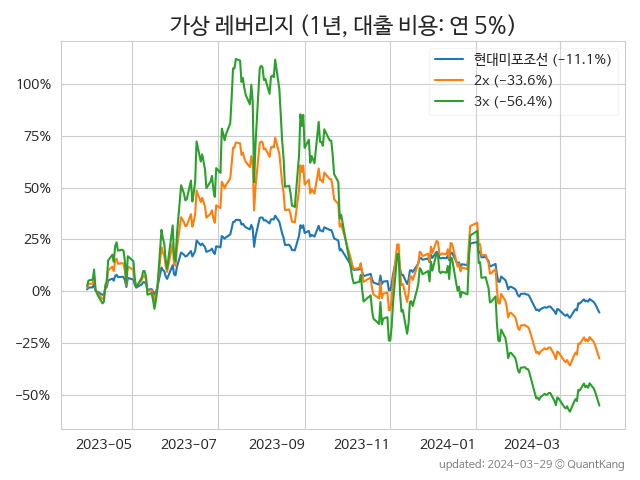 가상 레버리지 (1년, 대출 비용: 연 5%)
현대미포조선 (-11.1%)
2x (-33.6%)
3x (-56.4%)
100%
75%
50%
25%
0%
-25%
-50%
2023-05 2023-07 2023-09 2023-11 2024-01 2024-03
updated: 2024-03-29 © QuantKang